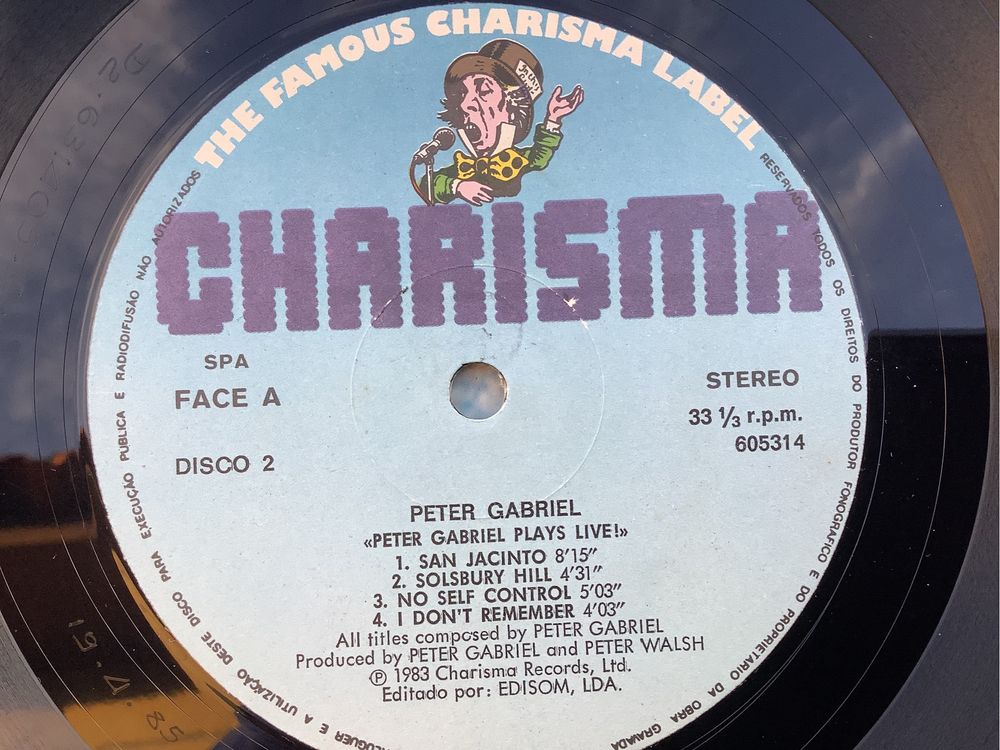 THE FAMOUS CHARISMA LABEL
CHARISMA
SPA
FACE A
DISCO 2
STEREO
33 ⅓ r.p.m.
605314
PETER GABRIEL
«PETER GABRIEL PLAYS LIVE!»
1. SAN JACINTO 8'15"
2. SOLSBURY HILL 4'31"
3. NO SELF CONTROL 5'03"
4. I DON'T REMEMBER 4'03"
All titles composed by PETER GABRIEL
Produced by PETER GABRIEL and PETER WALSH
Ⓟ 1983 Charisma Records, Ltd.
Editado por: EDISOM, LDA.
RESERVADOS TODOS OS DIREITOS DO PRODUTOR FONOGRAFICO E DO PROPRIETARIO DA OBRA GRAVADA
E A UTILIZAÇÃO DESTE DISCO PARA EXECUÇÃO PUBLICA E RADIODIFUSÃO NÃO AUTORIZADOS